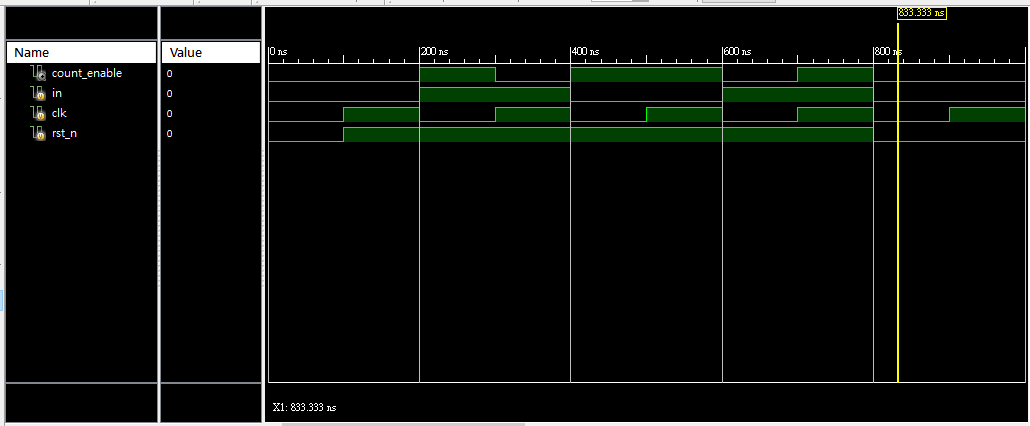 833.333 ns
Name Value
0 ns 200 ns 400 ns 600 ns 800 ns
count_enable 0
in 0
clk 0
rst_n 0
X1: 833.333 ns